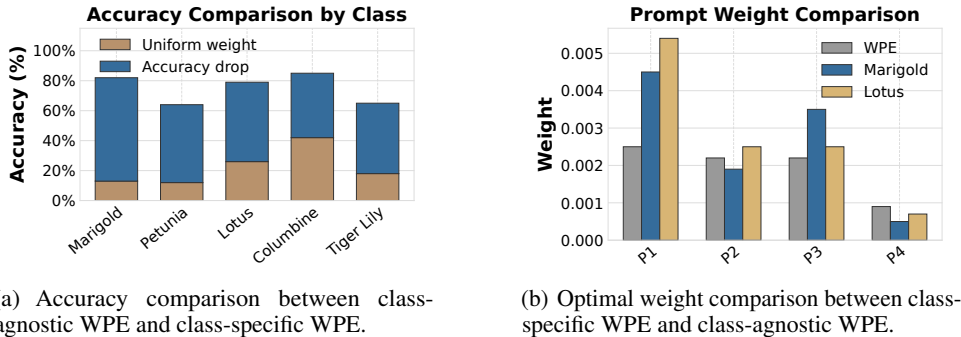 Accuracy Comparison by Class
Accuracy (%)
100%
80%
60%
40%
20%
0%
Uniform weight
Accuracy drop
Marigold
Petunia
Lotus
Columbine
Tiger Lily
a) Accuracy comparison between class-
agnostic WPE and class-specific WPE.
Prompt Weight Comparison
Weight
0.005
0.004
0.003
0.002
0.001
0.000
WPE
Marigold
Lotus
P1
P2
P3
P4
(b) Optimal weight comparison between class-
specific WPE and class-agnostic WPE.